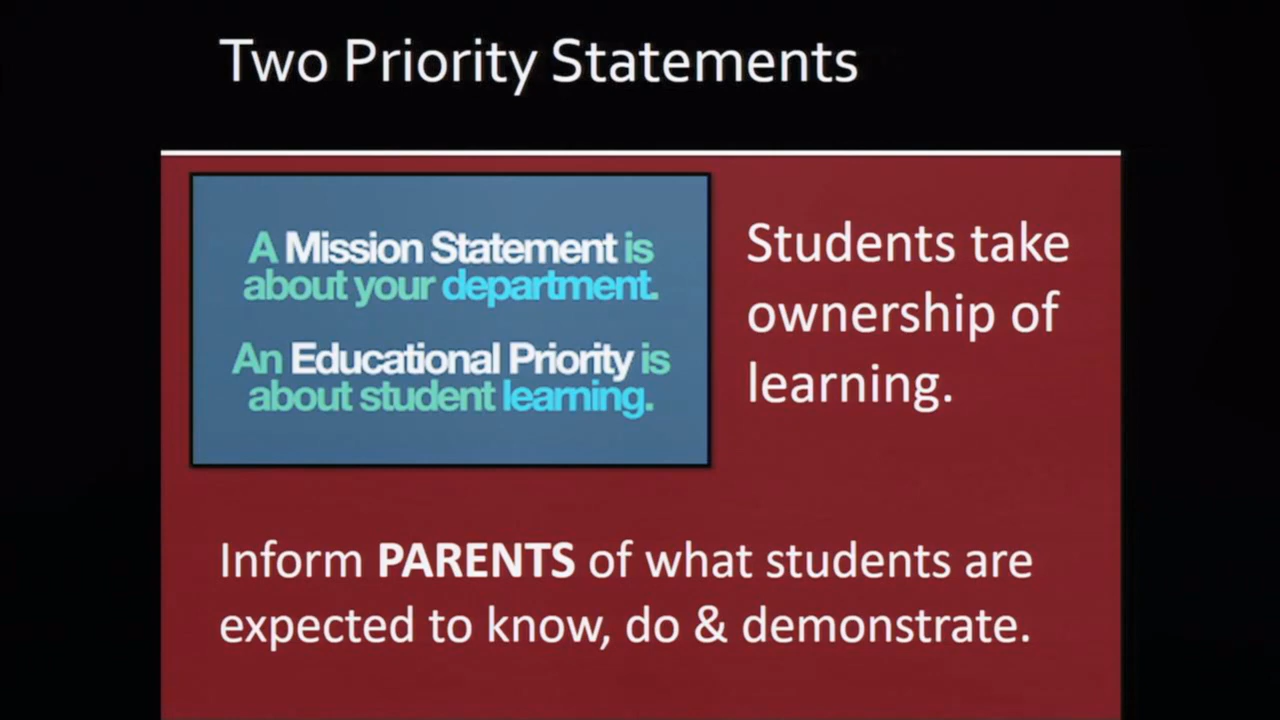 Two Priority Statements
A Mission Statement is
about your department.
An Educational Priority is
about student learning.
Students take
ownership of
learning.
Inform PARENTS of what students are
expected to know, do & demonstrate.